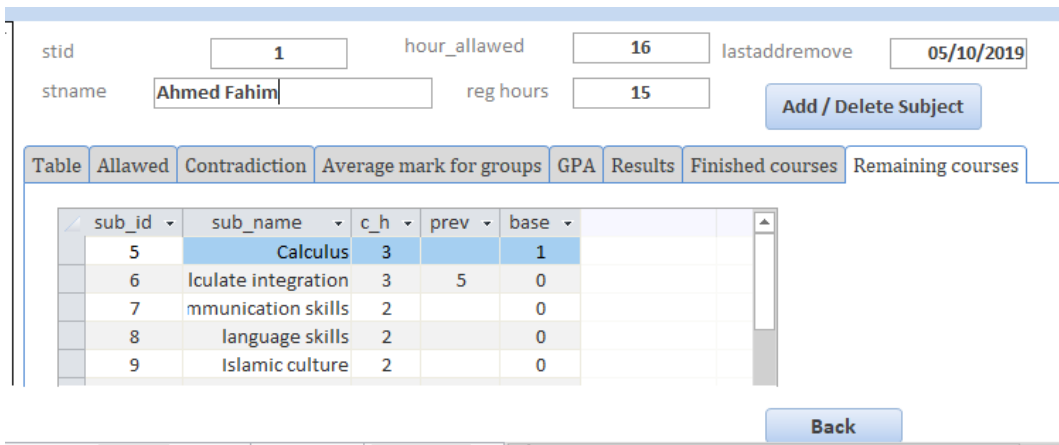 stid 1 hour_allawed 16 lastaddremove 05/10/2019
stname Ahmed Fahim reg hours 15
Add / Delete Subject
Table Allawed Contradiction Average mark for groups GPA Results Finished courses Remaining courses
sub_id sub_name c_h prev base
5 Calculus 3 1
6 lculate integration 3 5 0
7 mmunication skills 2 0
8 language skills 2 0
9 Islamic culture 2 0
Back